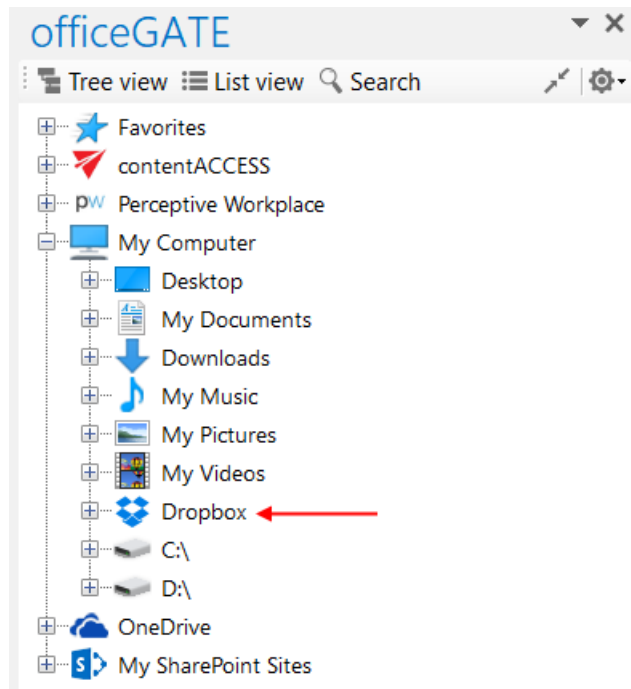 officeGATE
Tree view List view Search
Favorites
contentACCESS
pw Perceptive Workplace
My Computer
Desktop
My Documents
Downloads
My Music
My Pictures
My Videos
Dropbox
C:\
D:\
OneDrive
S My SharePoint Sites